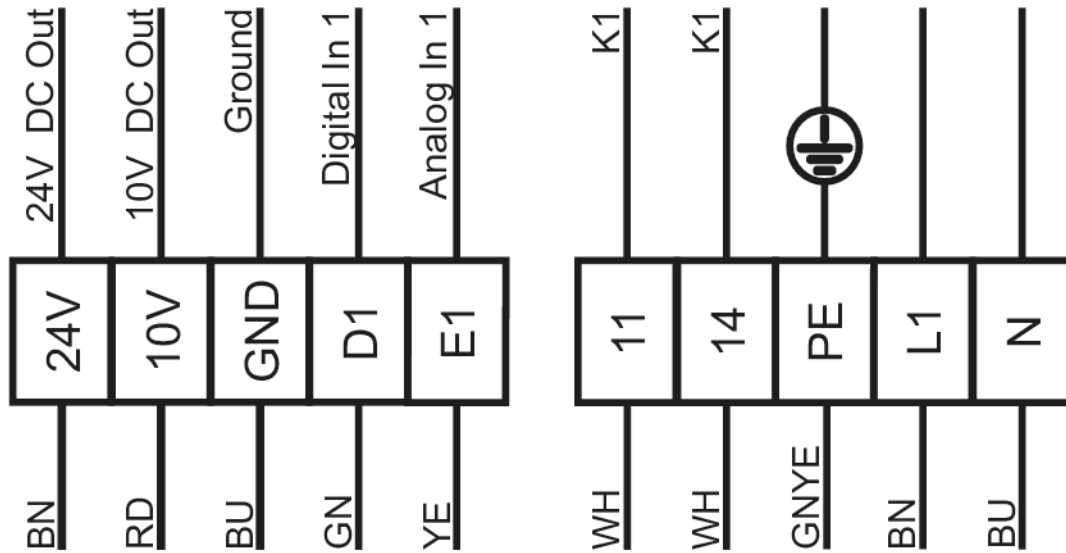 24V DC Out
10V DC Out
Ground
Digital In 1
Analog In 1
K1
K1
24V
10V
GND
D1
E1
11
14
PE
L1
N
BN
RD
BU
GN
YE
WH
WH
GNYE
BN
BU